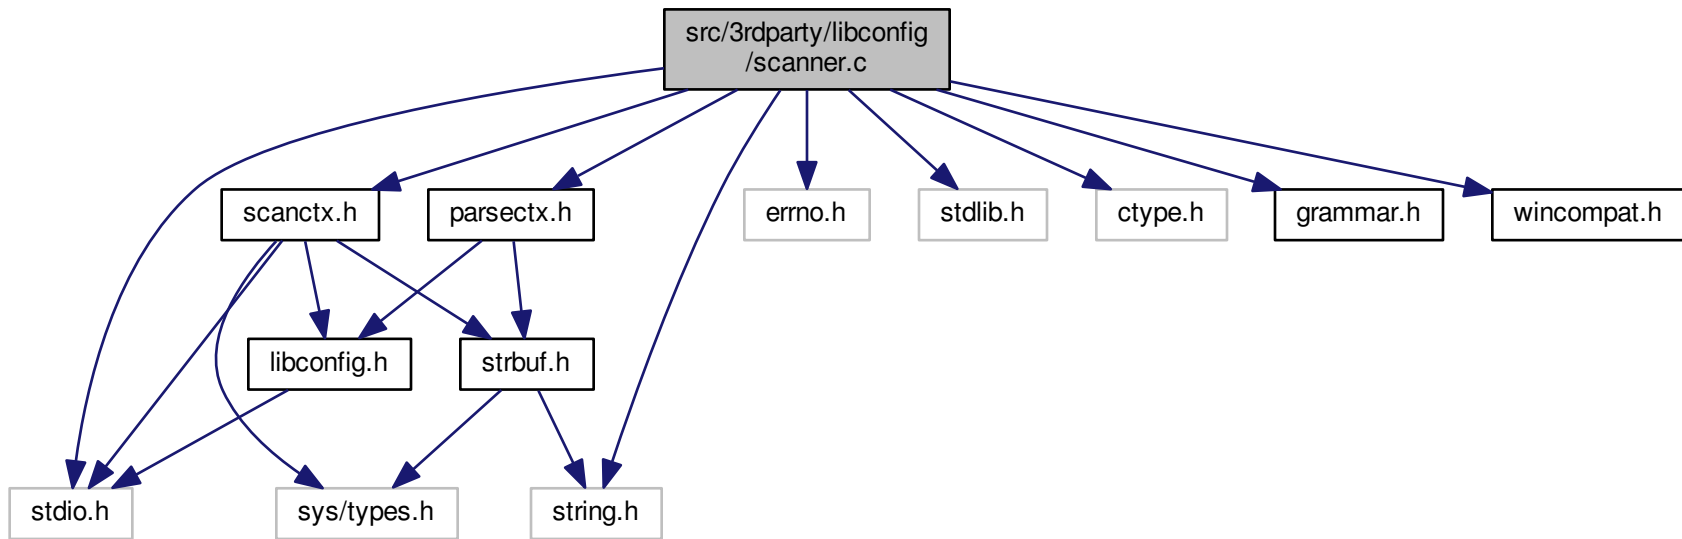 src/3rdparty/libconfig
/scanner.c
scanctx.h
parsectx.h
errno.h
stdlib.h
ctype.h
grammar.h
wincompat.h
libconfig.h
strbuf.h
stdio.h
sys/types.h
string.h